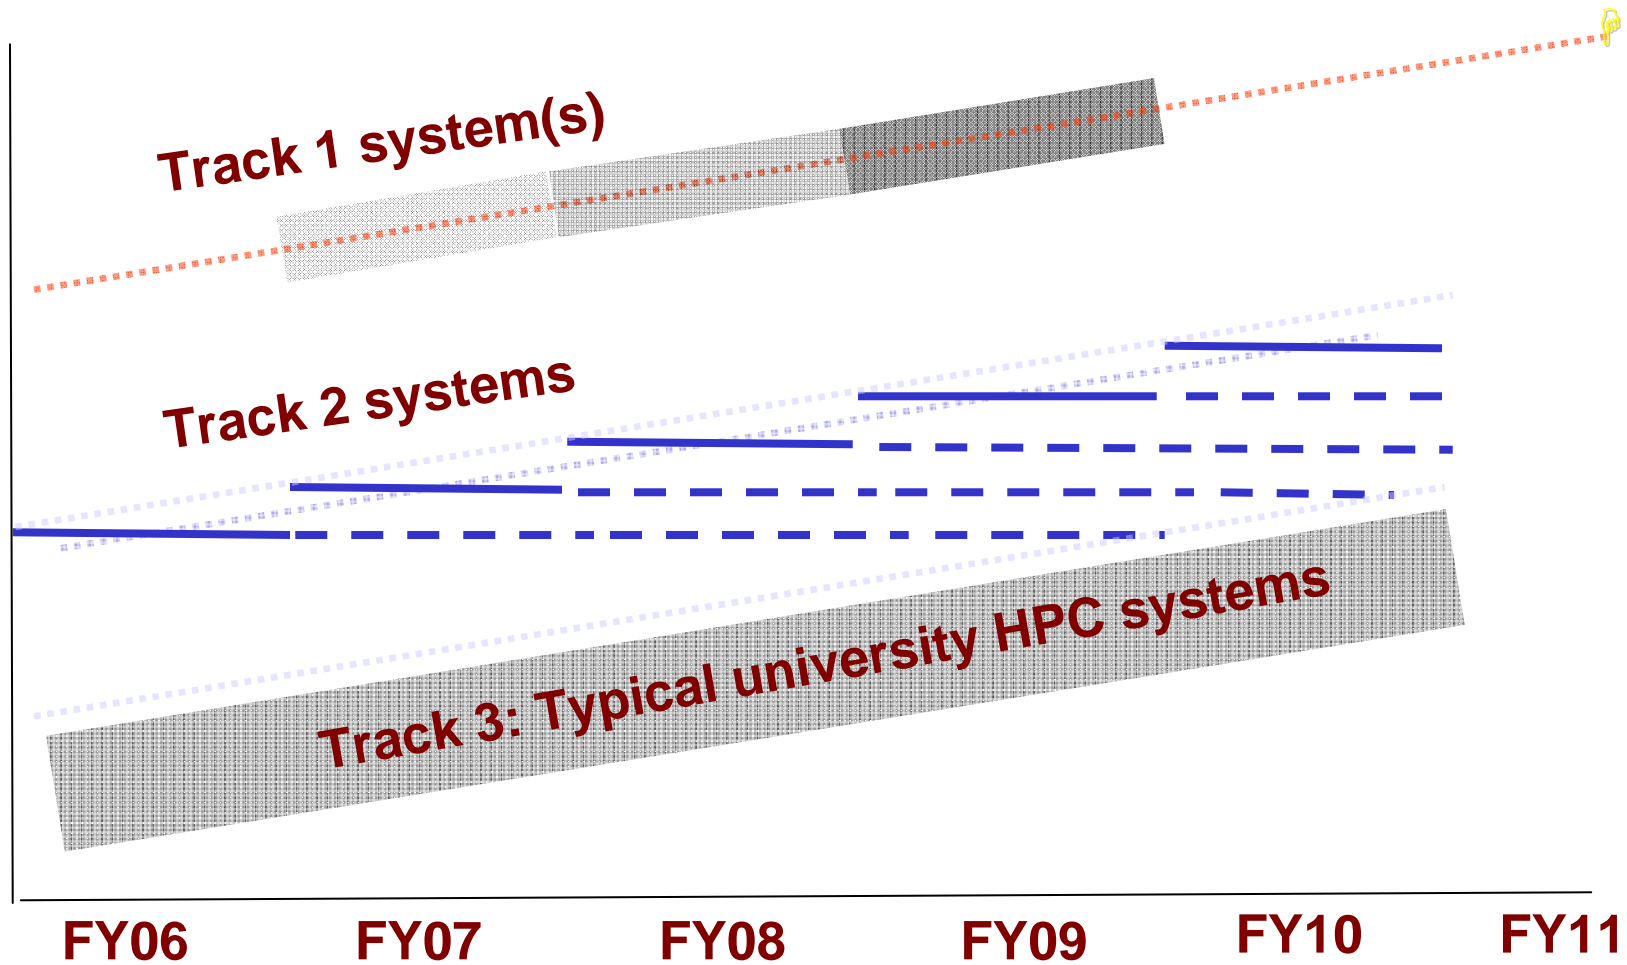 Track 1 system(s)
Track 2 systems
Track 3: Typical university HPC systems
FY06 FY07 FY08 FY09 FY10 FY11